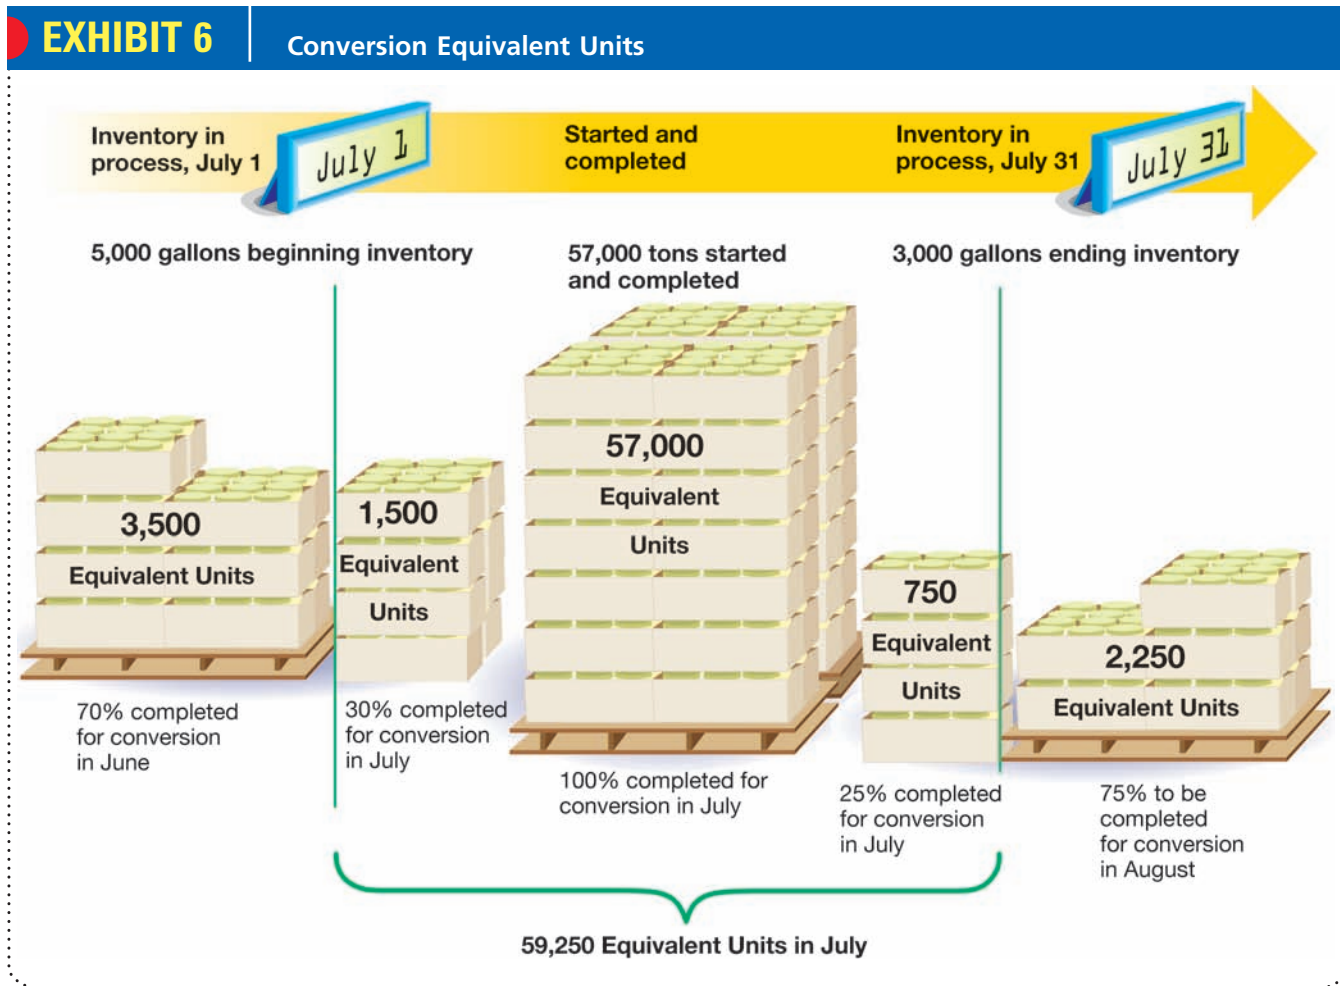 EXHIBIT 6
Conversion Equivalent Units
Inventory in
process, July 1
July 1
Started and
completed
Inventory in
process, July 31
July 31
5,000 gallons beginning inventory
57,000 tons started
and completed
3,000 gallons ending inventory
3,500
Equivalent Units
1,500
Equivalent
Units
57,000
Equivalent
Units
750
Equivalent
Units
2,250
Equivalent Units
70% completed
for conversion
in June
30% completed
for conversion
in July
100% completed for
conversion in July
25% completed
for conversion
in July
75% to be
completed
for conversion
in August
59,250 Equivalent Units in July